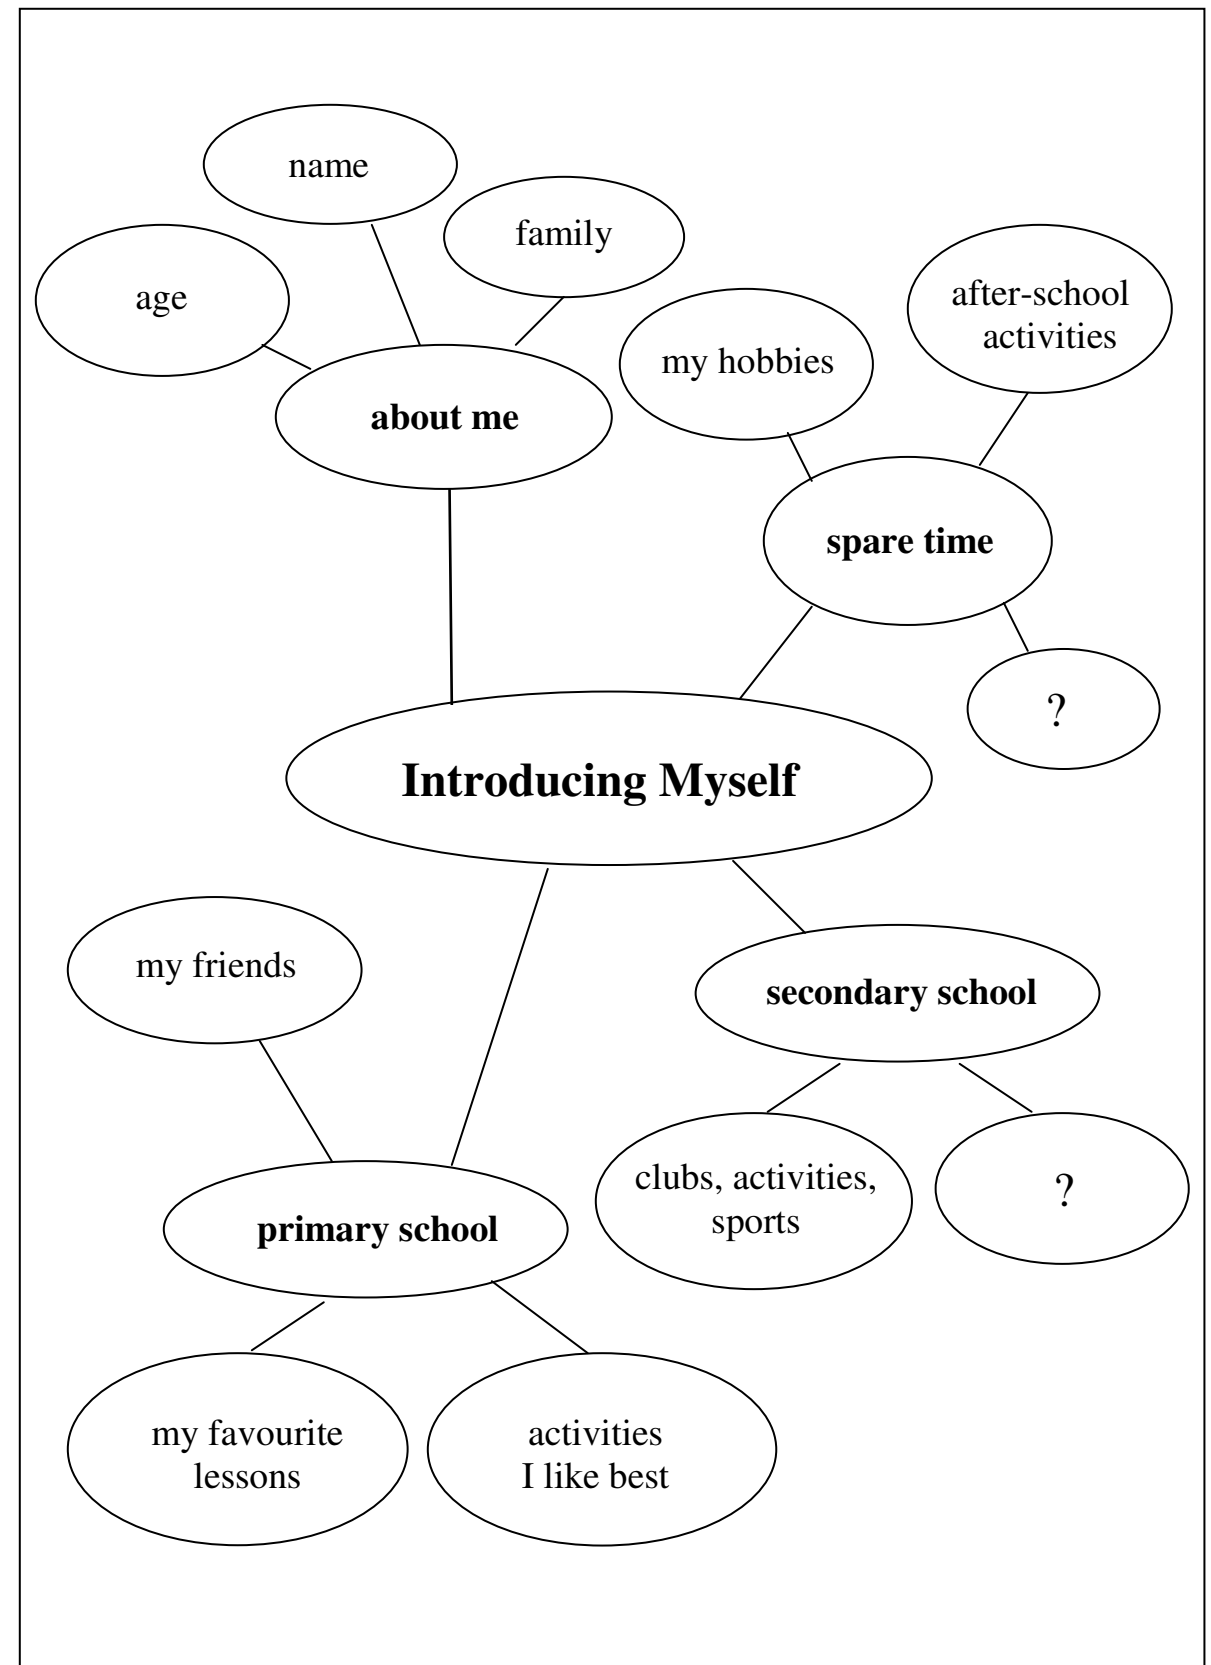 name
family
age
after-school
activities
my hobbies
about me
spare time
?
Introducing Myself
my friends
secondary school
clubs, activities,
sports
?
primary school
my favourite
lessons
activities
I like best